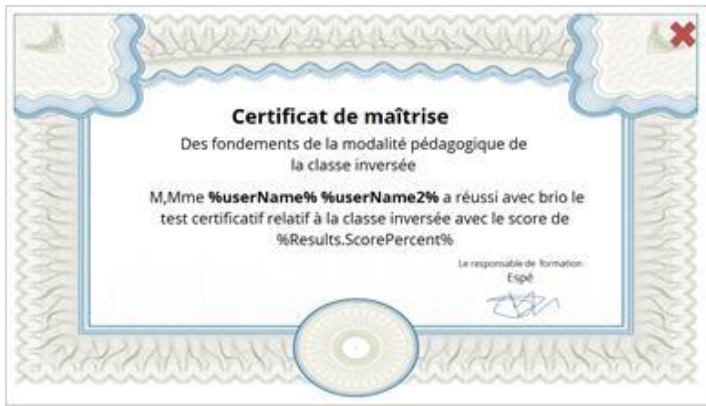 Certificat de maîtrise
Des fondements de la modalité pédagogique de
la classe inversée
M,Mme %userName% %userName2% a réussi avec brio le
test certificatif relatif à la classe inversée avec le score de
%Results.ScorePercent%
Le responsable de formation
Espé